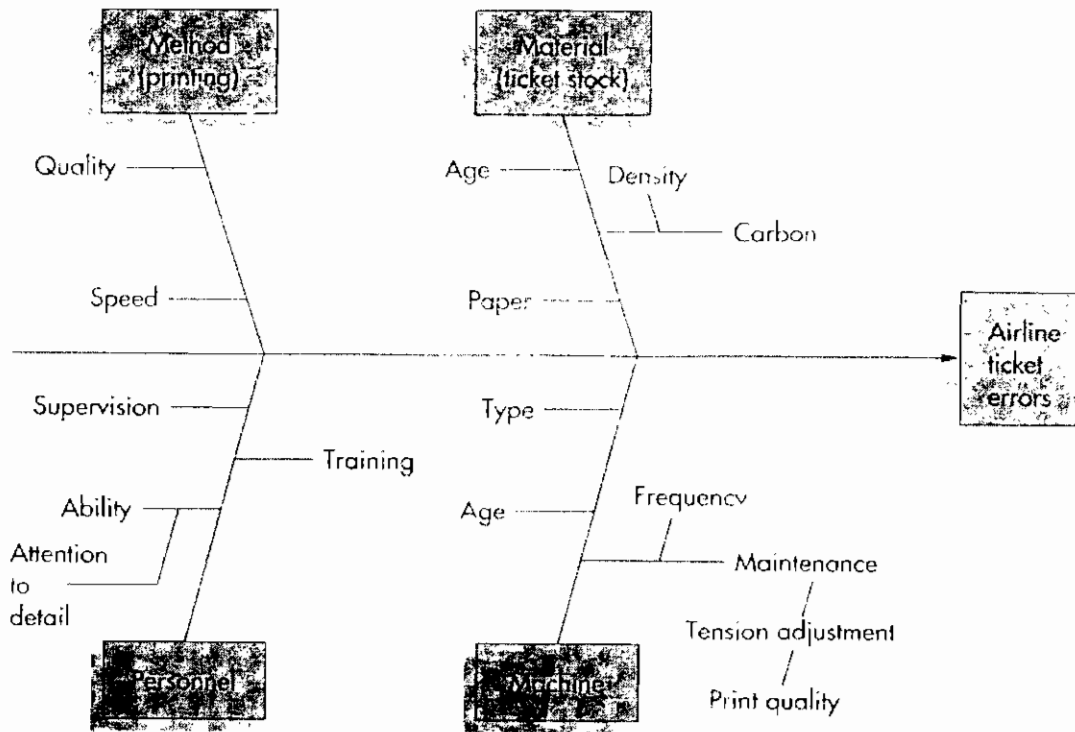 Method
(printing)
Material
(ticket stock)
Quality
Age
Density
Carbon
Speed
Paper
Airline
ticket
errors
Supervision
Type
Training
Ability
Age
Frequency
Attention
to
detail
Maintenance
Tension adjustment
Personnel
Machine
Print quality